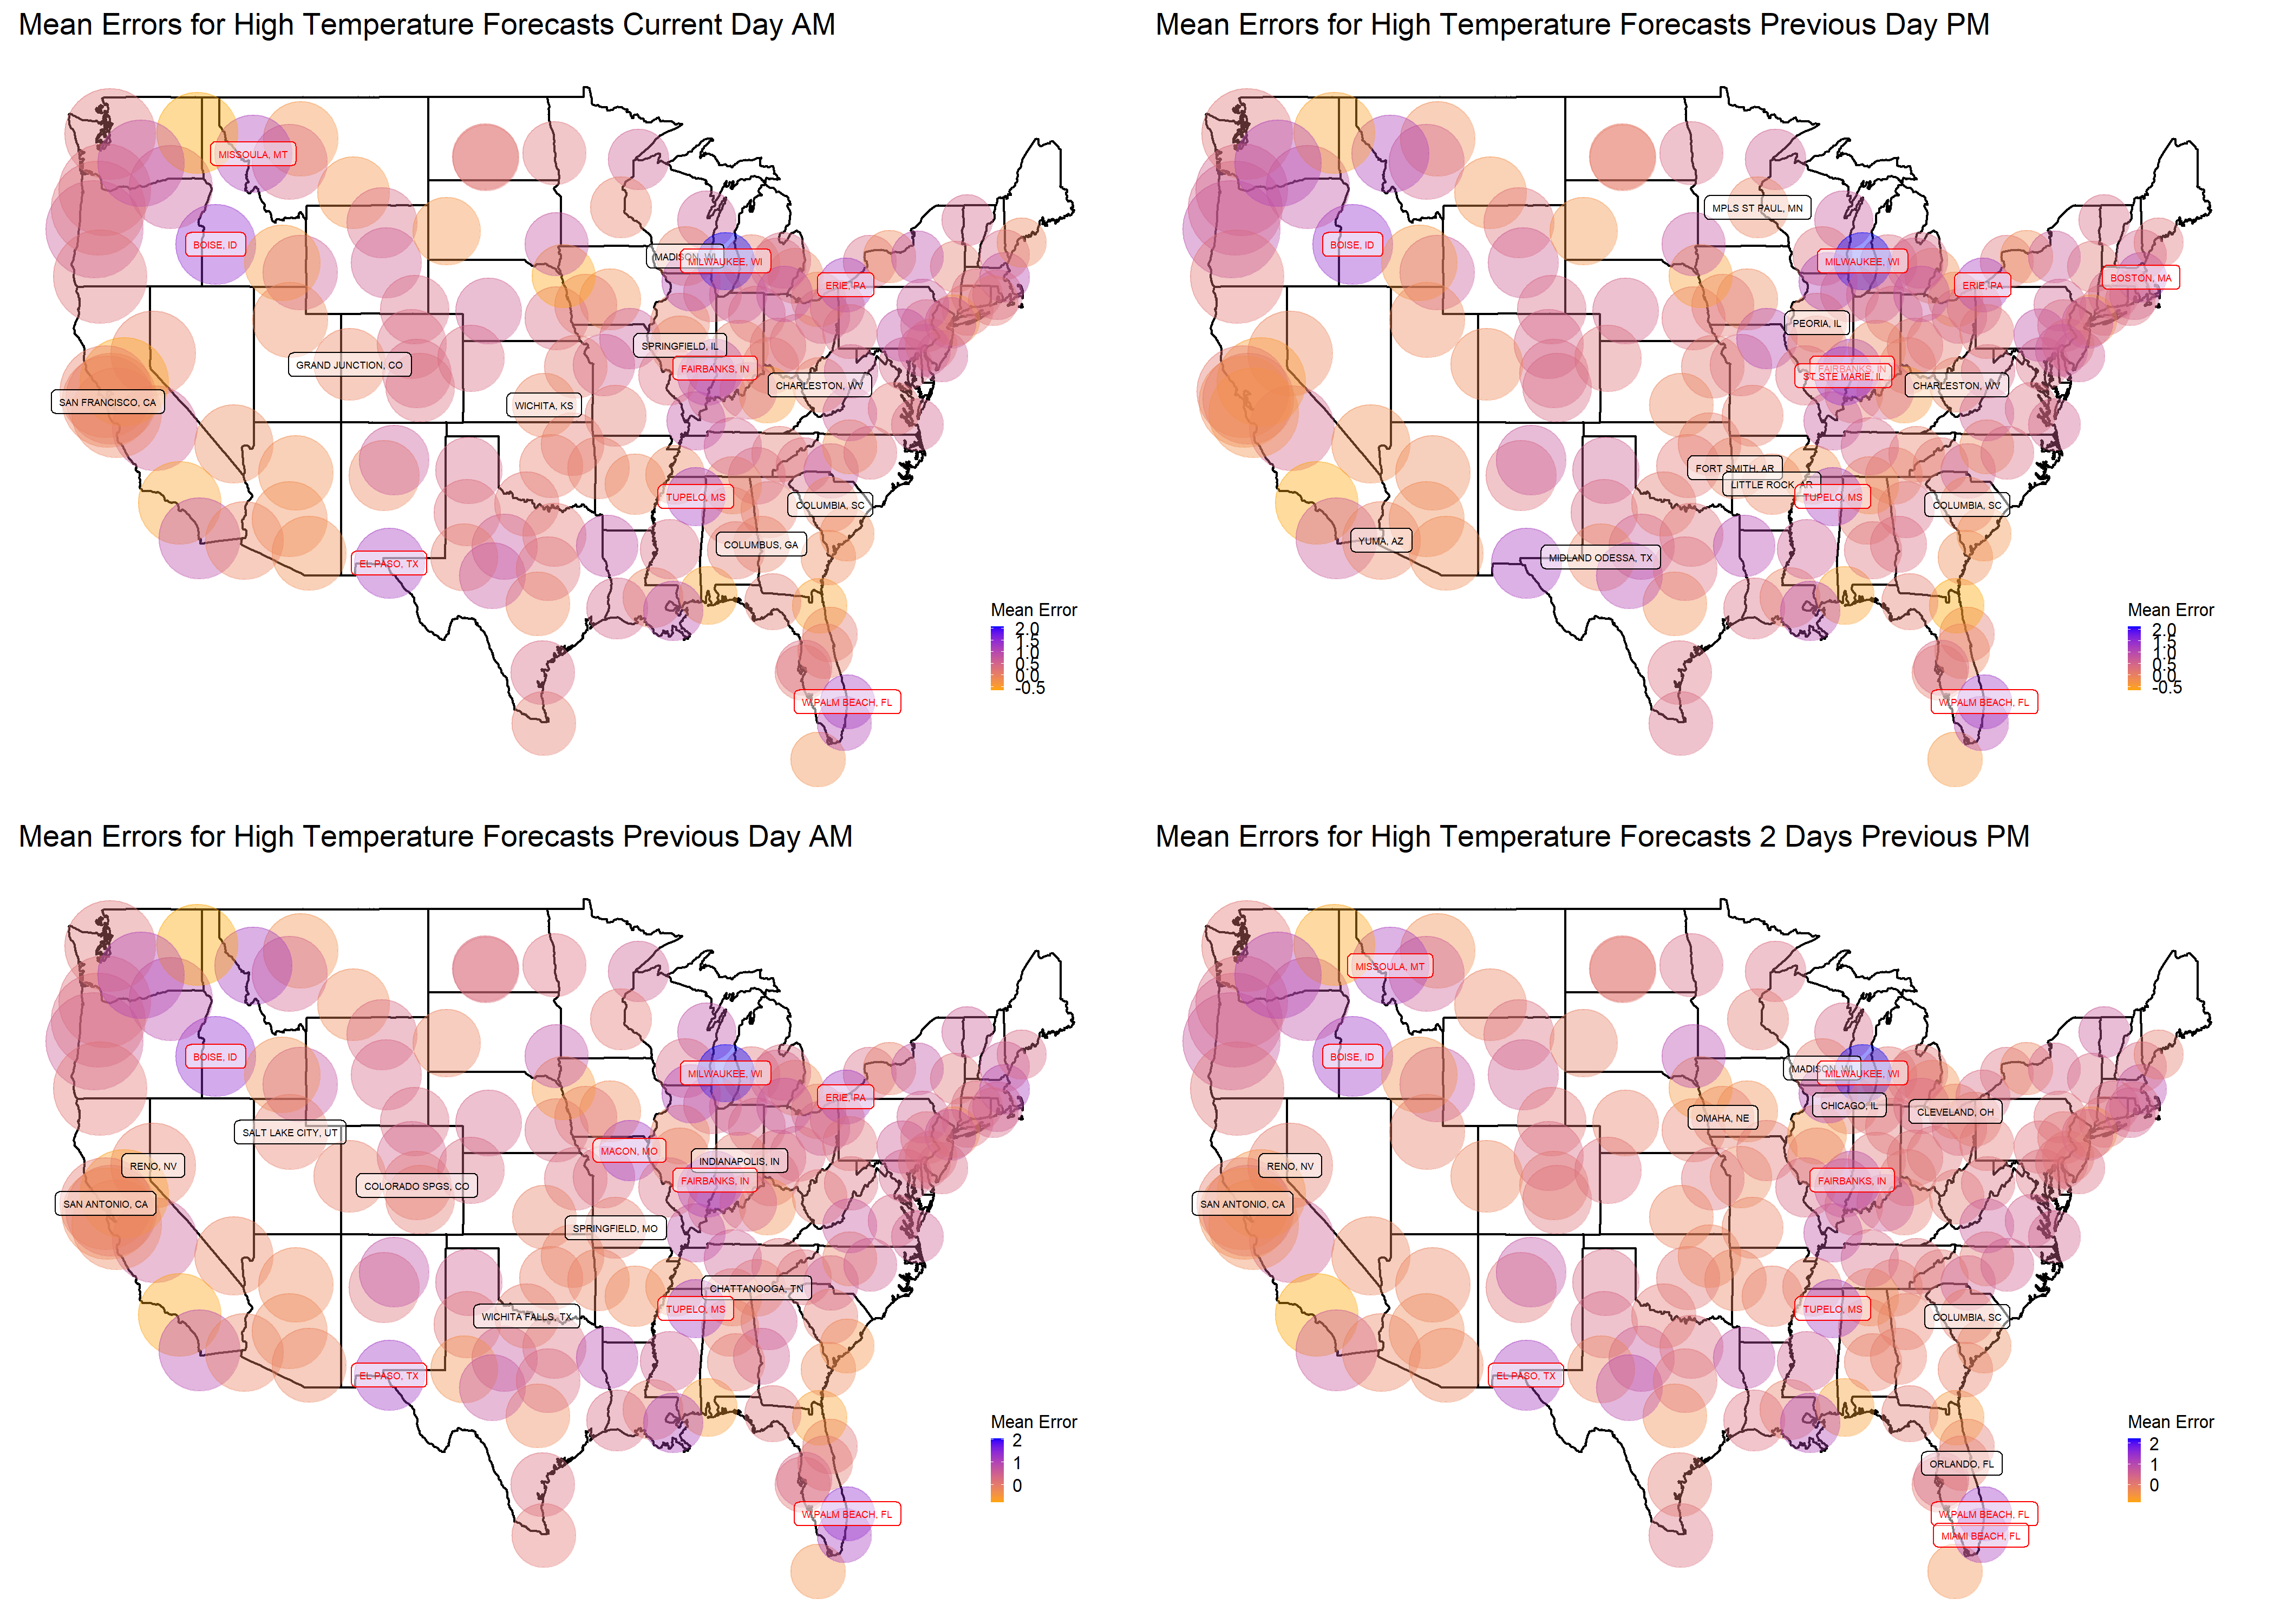 Mean Errors for High Temperature Forecasts Current Day AM
MISSOULA, MT
BOISE, ID
MADISON, WI
MILWAUKEE, WI
ERIE, PA
SPRINGFIELD, IL
GRAND JUNCTION, CO
FAIRBANKS, IN
CHARLESTON, WV
SAN FRANCISCO, CA
WICHITA, KS
TUPELO, MS
COLUMBIA, SC
COLUMBUS, GA
EL PASO, TX
W.PALM BEACH, FL
Mean Error
2.0
1.5
1.0
0.5
0.0
-0.5
Mean Errors for High Temperature Forecasts Previous Day PM
MPLS ST PAUL, MN
BOISE, ID
MILWAUKEE, WI
BOSTON, MA
ERIE, PA
PEORIA, IL
FAIRBANKS, IN
ST STE MARIE, IL
CHARLESTON, WV
FORT SMITH, AR
LITTLE ROCK, AR
TUPELO, MS
COLUMBIA, SC
YUMA, AZ
MIDLAND ODESSA, TX
W.PALM BEACH, FL
Mean Error
2.0
1.5
1.0
0.5
0.0
-0.5
Mean Errors for High Temperature Forecasts Previous Day AM
BOISE, ID
MILWAUKEE, WI
ERIE, PA
SALT LAKE CITY, UT
MACON, MO
INDIANAPOLIS, IN
RENO, NV
FAIRBANKS, IN
COLORADO SPGS, CO
SAN ANTONIO, CA
SPRINGFIELD, MO
CHATTANOOGA, TN
TUPELO, MS
WICHITA FALLS, TX
EL PASO, TX
W.PALM BEACH, FL
Mean Error
2
1
0
Mean Errors for High Temperature Forecasts 2 Days Previous PM
MISSOULA, MT
BOISE, ID
MADISON, WI
MILWAUKEE, WI
CHICAGO, IL
CLEVELAND, OH
OMAHA, NE
RENO, NV
FAIRBANKS, IN
SAN ANTONIO, CA
TUPELO, MS
COLUMBIA, SC
EL PASO, TX
ORLANDO, FL
W.PALM BEACH, FL
MIAMI BEACH, FL
Mean Error
2
1
0